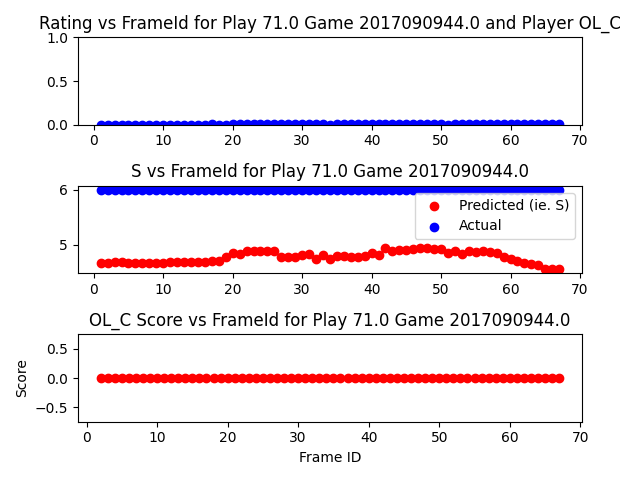 Rating vs FrameId for Play 71.0 Game 2017090944.0 and Player OL_C
1.0
0.5
0.0
0 10 20 30 40 50 60 70
S vs FrameId for Play 71.0 Game 2017090944.0
6
5
Predicted (ie. S)
Actual
0 10 20 30 40 50 60 70
OL_C Score vs FrameId for Play 71.0 Game 2017090944.0
Score
0.5
0.0
−0.5
0 10 20 30 40 50 60 70
Frame ID